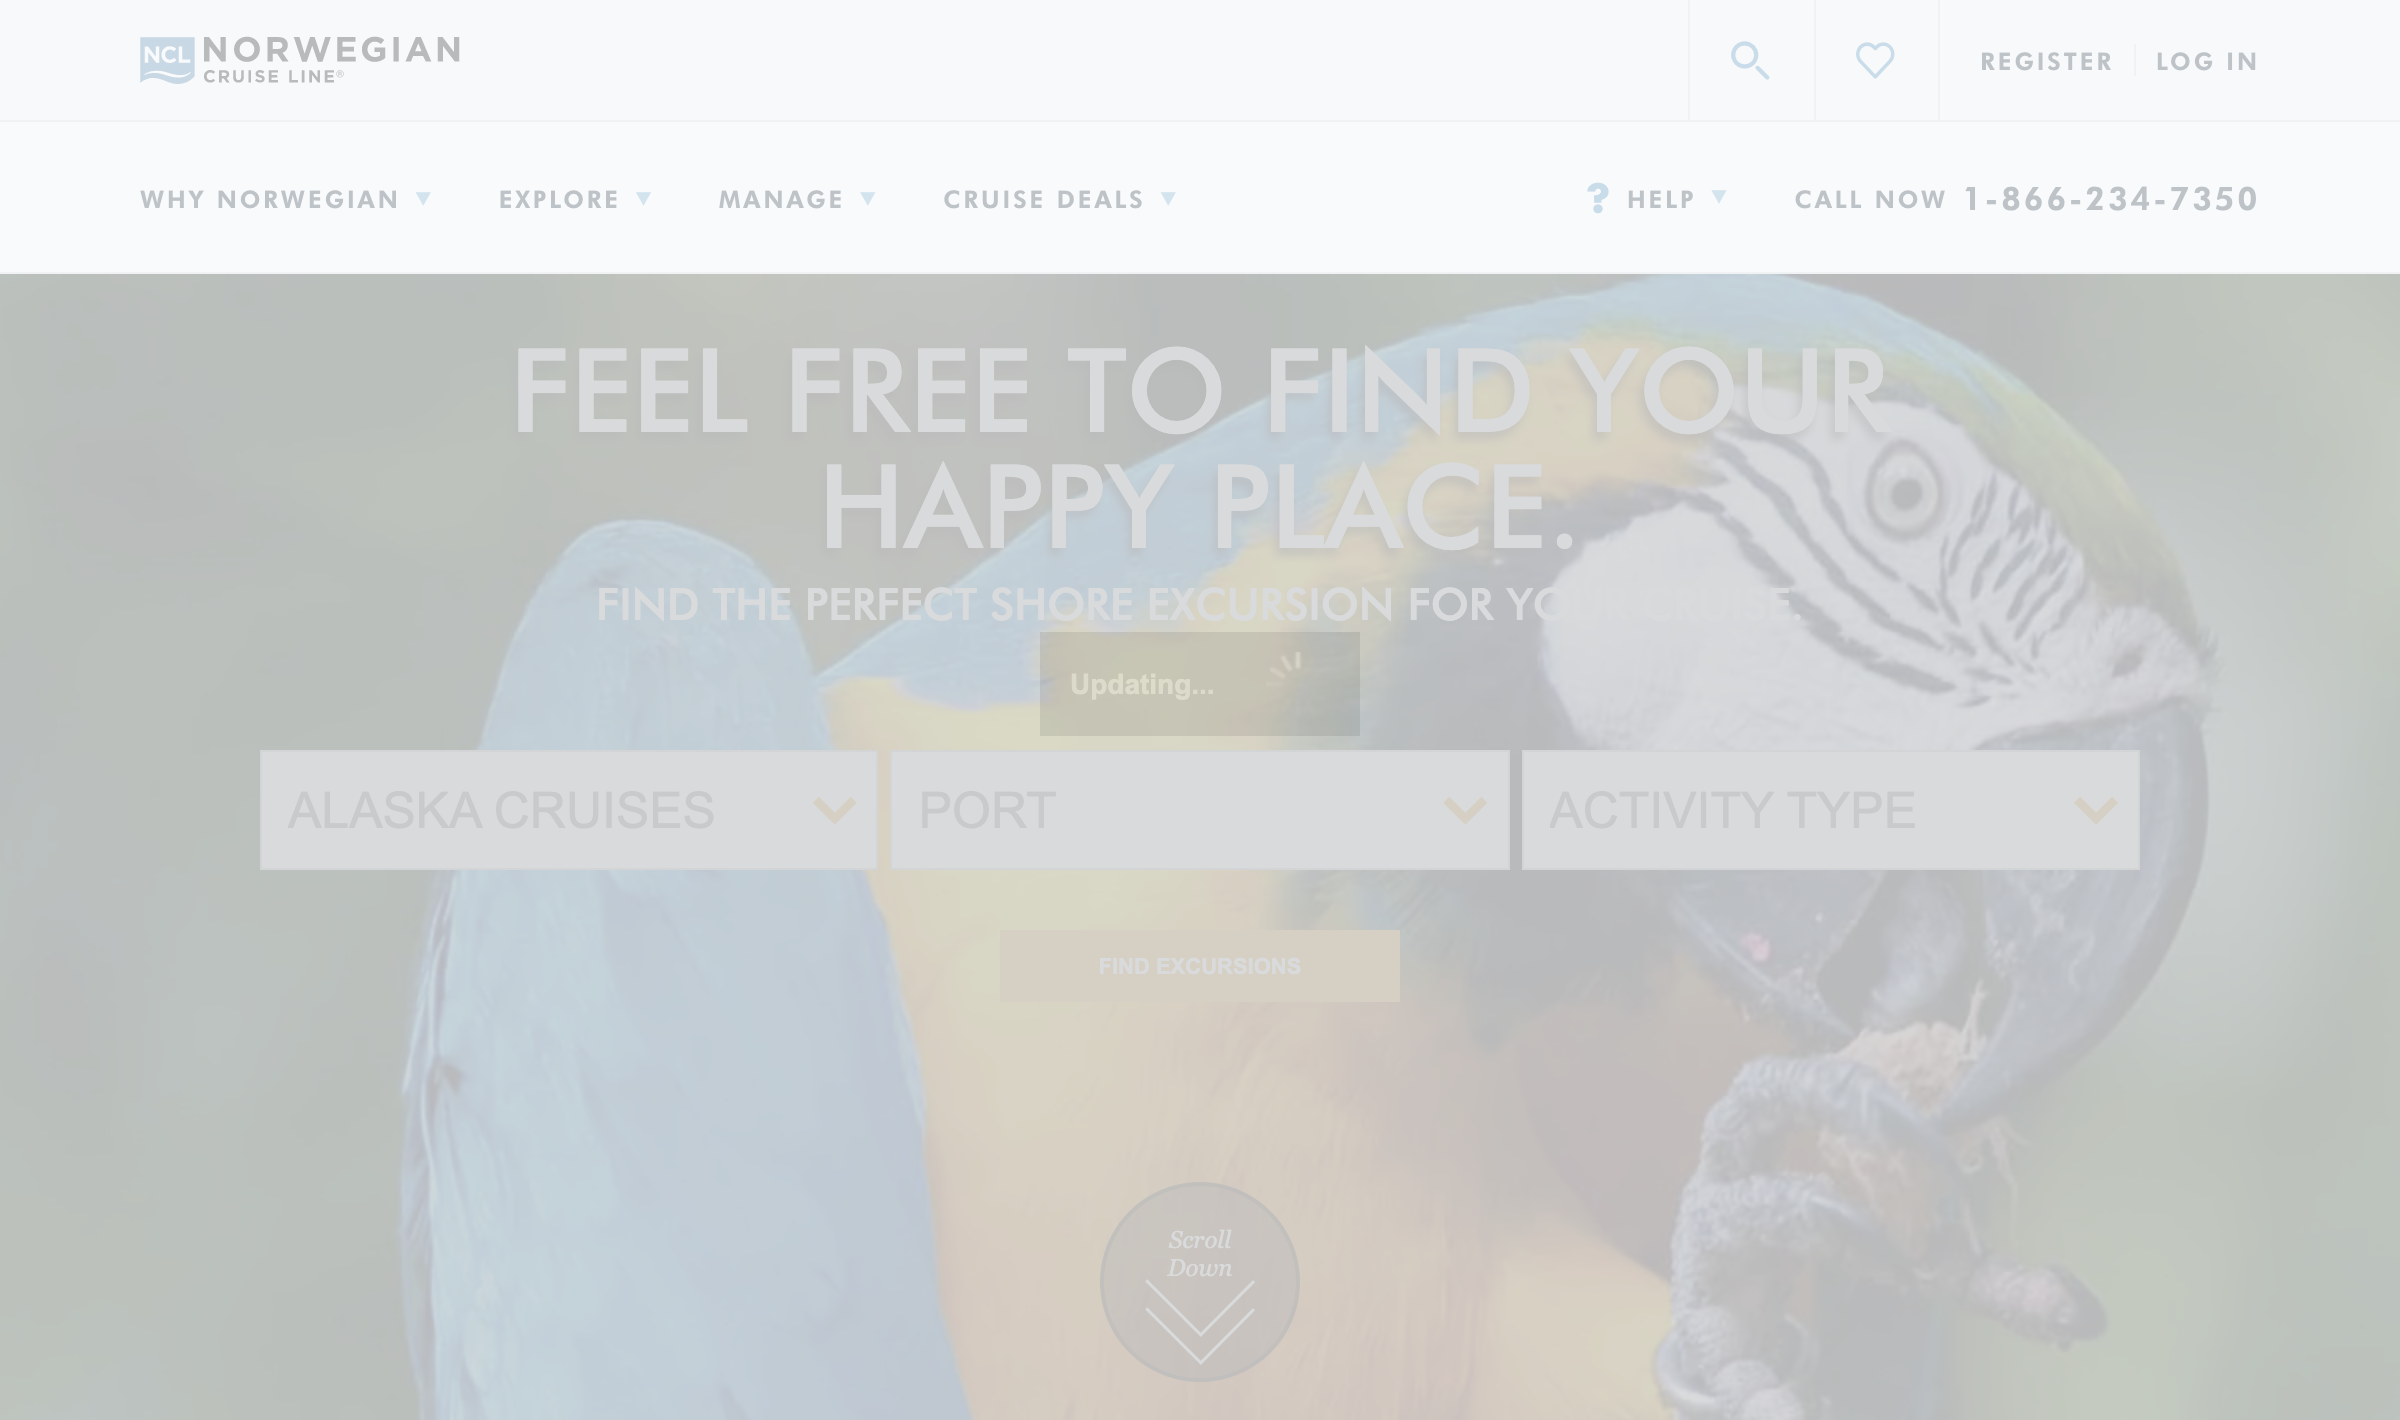 NCL NORWEGIAN
CRUISE LINE®
REGISTER
LOG IN
WHY NORWEGIAN
EXPLORE
MANAGE
CRUISE DEALS
? HELP
CALL NOW 1-866-234-7350
FEEL FREE TO FIND YOUR
HAPPY PLACE.
FIND THE PERFECT SHORE EXCURSION FOR YOUR CRUISE.
Updating...
ALASKA CRUISES
PORT
ACTIVITY TYPE
FIND EXCURSIONS
Scroll
Down